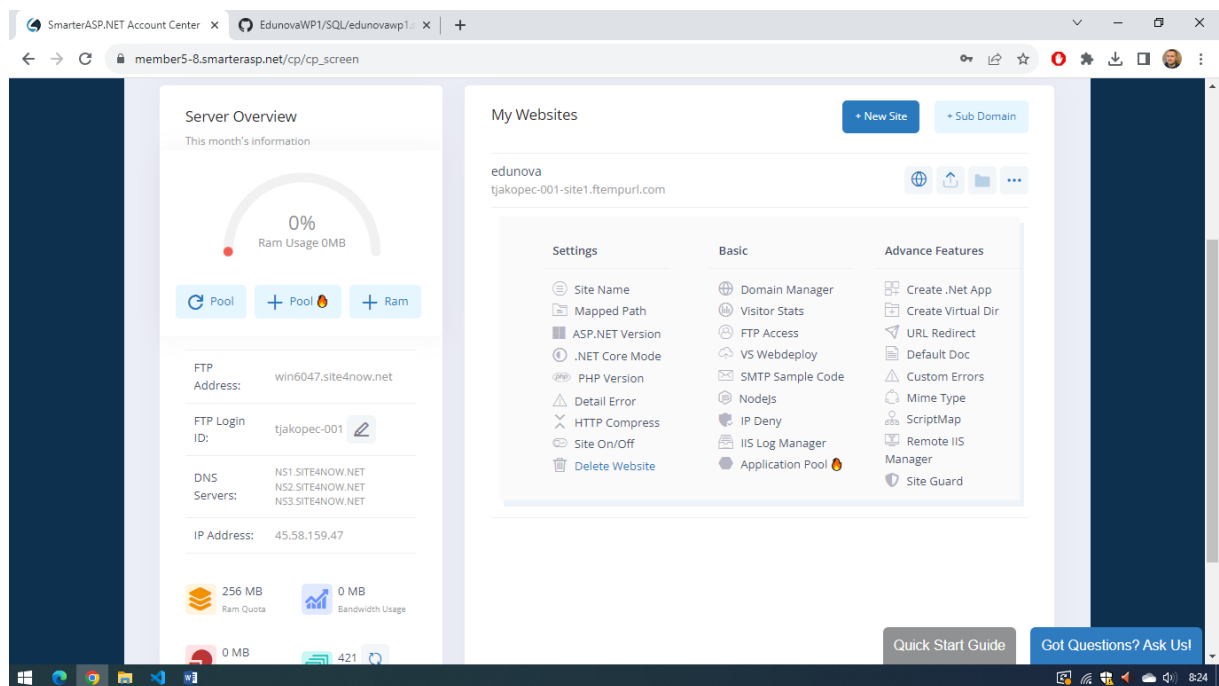 SmarterASP.NET Account Center
EdunovaWP1/SQL/edunovawp1.
member5-8.smarterasp.net/cp/cp_screen
Server Overview
This month's information
0%
Ram Usage 0MB
Pool
Pool
Ram
FTP Address:
win6047.site4now.net
FTP Login ID:
tjakopec-001
DNS Servers:
NS1.SITE4NOW.NET
NS2.SITE4NOW.NET
NS3.SITE4NOW.NET
IP Address:
45.58.159.47
256 MB
Ram Quota
0 MB
Bandwidth Usage
0 MB
421
My Websites
+ New Site
+ Sub Domain
edunova
tjakopec-001-site1.ftempurl.com
Settings
Site Name
Mapped Path
ASP.NET Version
.NET Core Mode
PHP Version
Detail Error
HTTP Compress
Site On/Off
Delete Website
Basic
Domain Manager
Visitor Stats
FTP Access
VS Webdeploy
SMTP Sample Code
NodeJs
IP Deny
IIS Log Manager
Application Pool
Advance Features
Create .Net App
Create Virtual Dir
URL Redirect
Default Doc
Custom Errors
Mime Type
ScriptMap
Remote IIS
Manager
Site Guard
Quick Start Guide
Got Questions? Ask Us!
8:24